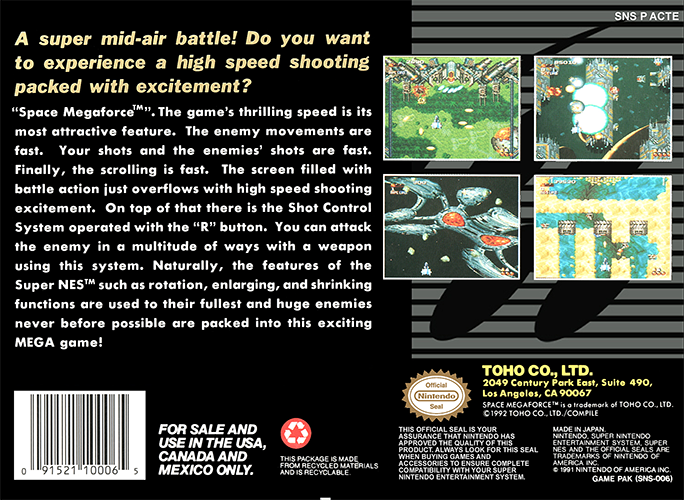 SNS P ACTE
A super mid-air battle! Do you want
to experience a high speed shooting
packed with excitement?
“Space Megaforce™”. The game's thrilling speed is its
most attractive feature. The enemy movements are
fast. Your shots and the enemies' shots are fast.
Finally, the scrolling is fast. The screen filled with
battle action just overflows with high speed shooting
excitement. On top of that there is the Shot Control
System operated with the “R” button. You can attack
the enemy in a multitude of ways with a weapon
using this system. Naturally, the features of the
Super NES™ such as rotation, enlarging, and shrinking
functions are used to their fullest and huge enemies
never before possible are packed into this exciting
MEGA game!
0 91521 10006 5
FOR SALE AND
USE IN THE USA,
CANADA AND
MEXICO ONLY.
THIS PACKAGE IS MADE
FROM RECYCLED MATERIALS
AND IS RECYCLABLE.
Official
Nintendo
Seal
TOHO CO., LTD.
2049 Century Park East, Suite 490,
Los Angeles, CA 90067
SPACE MEGAFORCE™ is a trademark of TOHO CO., LTD.
©1992 TOHO CO., LTD./COMPILE
THIS OFFICIAL SEAL IS YOUR
ASSURANCE THAT NINTENDO HAS
APPROVED THE QUALITY OF THIS
PRODUCT. ALWAYS LOOK FOR THIS SEAL
WHEN BUYING GAMES AND
ACCESSORIES TO ENSURE COMPLETE
COMPATIBILITY WITH YOUR SUPER
NINTENDO ENTERTAINMENT SYSTEM.
MADE IN JAPAN.
NINTENDO, SUPER NINTENDO
ENTERTAINMENT SYSTEM, SUPER
NES AND THE OFFICIAL SEALS ARE
TRADEMARKS OF NINTENDO OF
AMERICA INC.
© 1991 NINTENDO OF AMERICA INC.
GAME PAK (SNS-006)